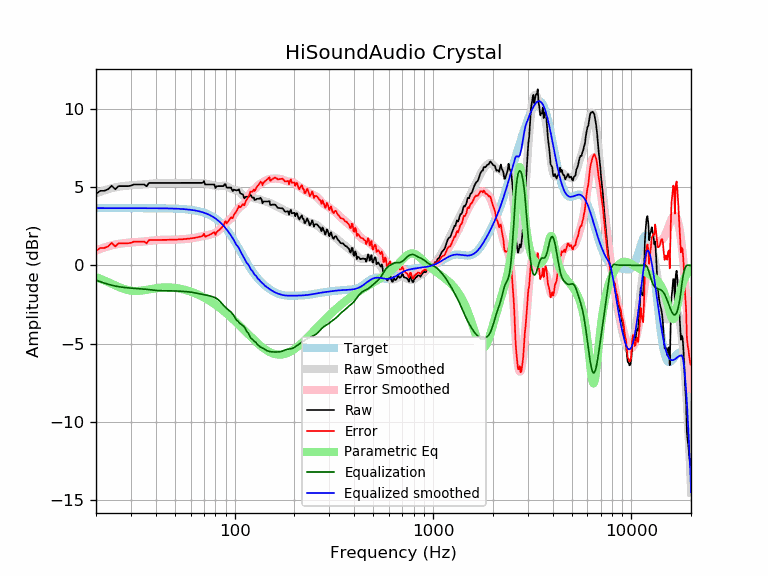 HiSoundAudio Crystal
Amplitude (dBr)
10
5
0
−5
−10
−15
Target
Raw Smoothed
Error Smoothed
Raw
Error
Parametric Eq
Equalization
Equalized smoothed
100
1000
10000
Frequency (Hz)